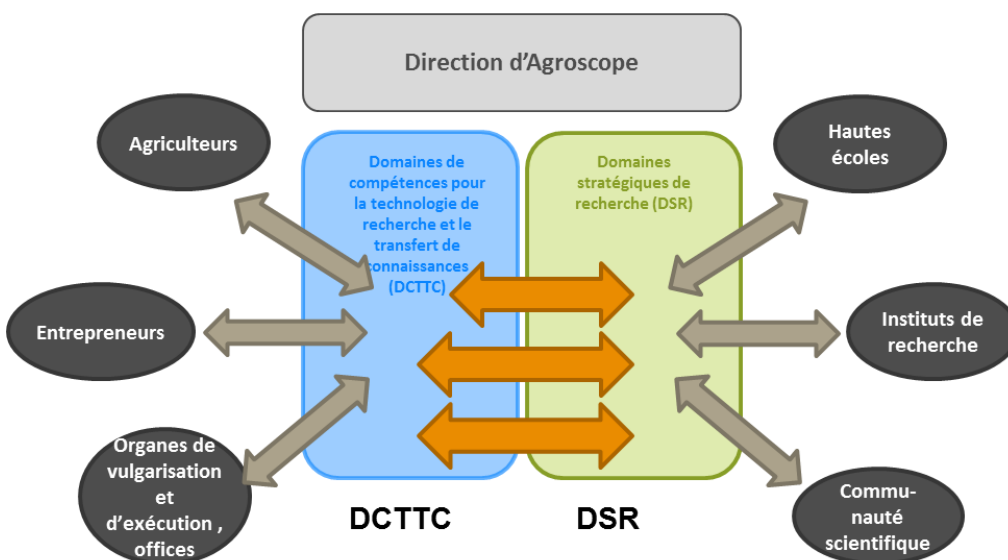 Direction d'Agroscope
Agriculteurs
Hautes
écoles
Domaines de
compétences pour
la technologie de
recherche et le
transfert de
connaissances
(DCTTC)
Domaines
stratégiques de
recherche (DSR)
Entrepreneurs
Instituts de
recherche
Organes de
vulgarisation
et
d'exécution ,
offices
Commu-
nauté
scientifique
DCTTC
DSR